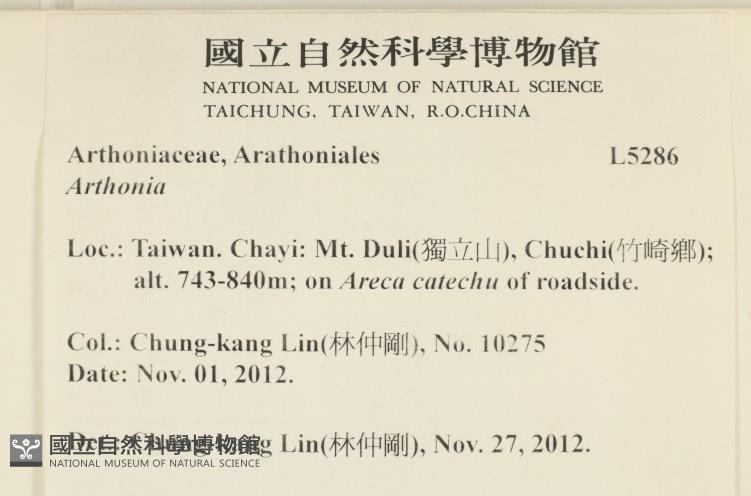 國立自然科學博物館
NATIONAL MUSEUM OF NATURAL SCIENCE
TAICHUNG, TAIWAN, R.O.CHINA
Arthoniaceae, Arathoniales L5286
Arthonia
Loc.: Taiwan. Chayi: Mt. Duli(獨立山), Chuchi(竹崎鄉);
alt. 743-840m; on Areca catechu of roadside.
Col.: Chung-kang Lin(林仲剛), No. 10275
Date: Nov. 01, 2012.
Lin(林仲剛), Nov. 27, 2012.
國立自然科學博物館
NATIONAL MUSEUM OF NATURAL SCIENCE